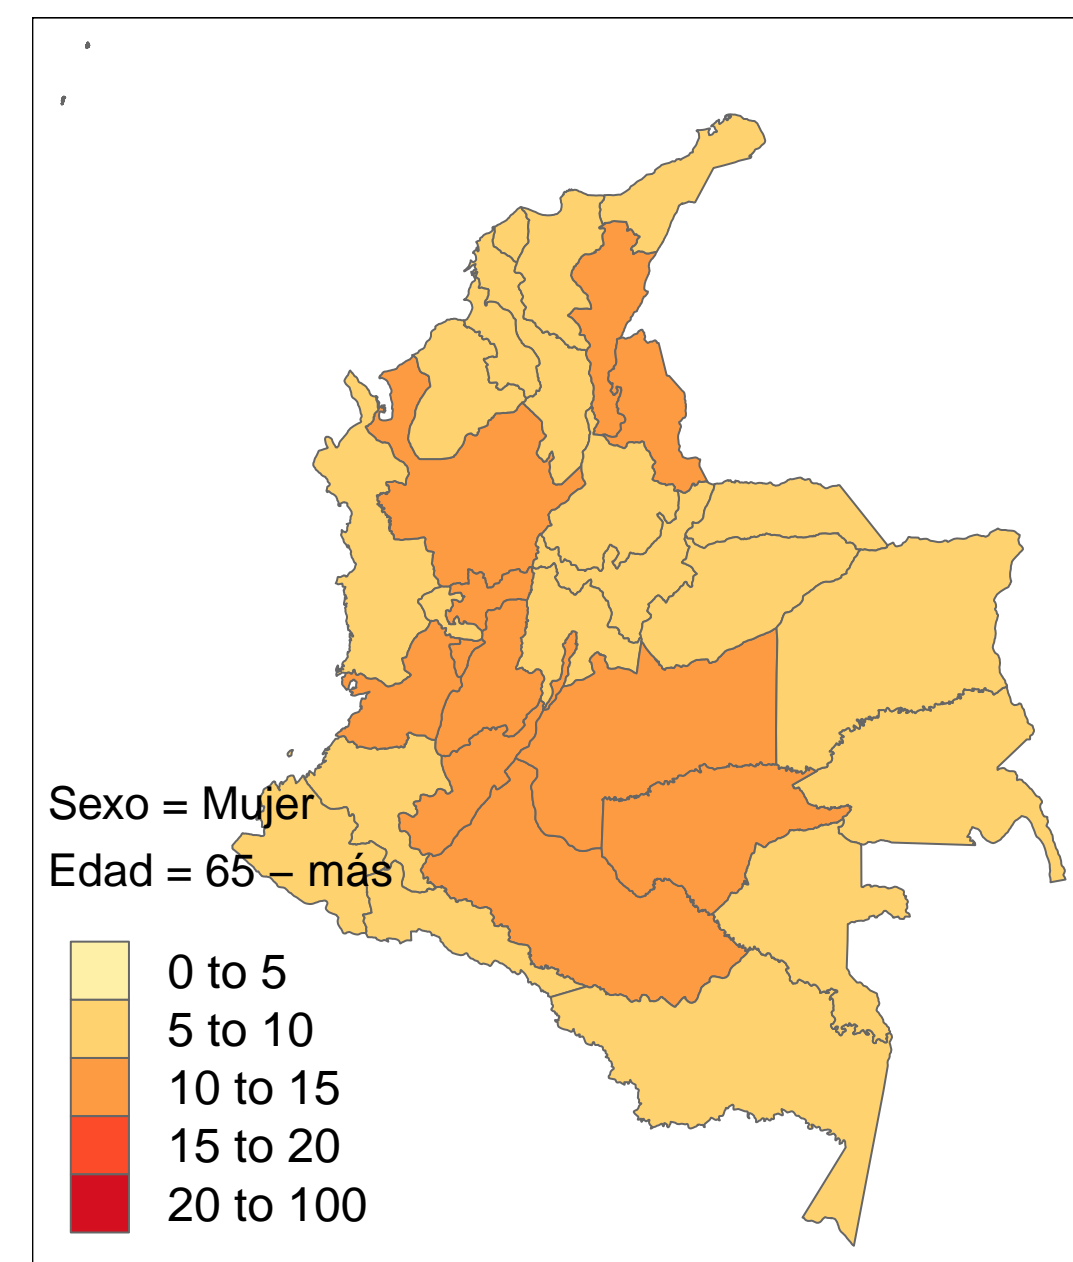 Sexo = Mujer
Edad = 65 – más
0 to 5
5 to 10
10 to 15
15 to 20
20 to 100